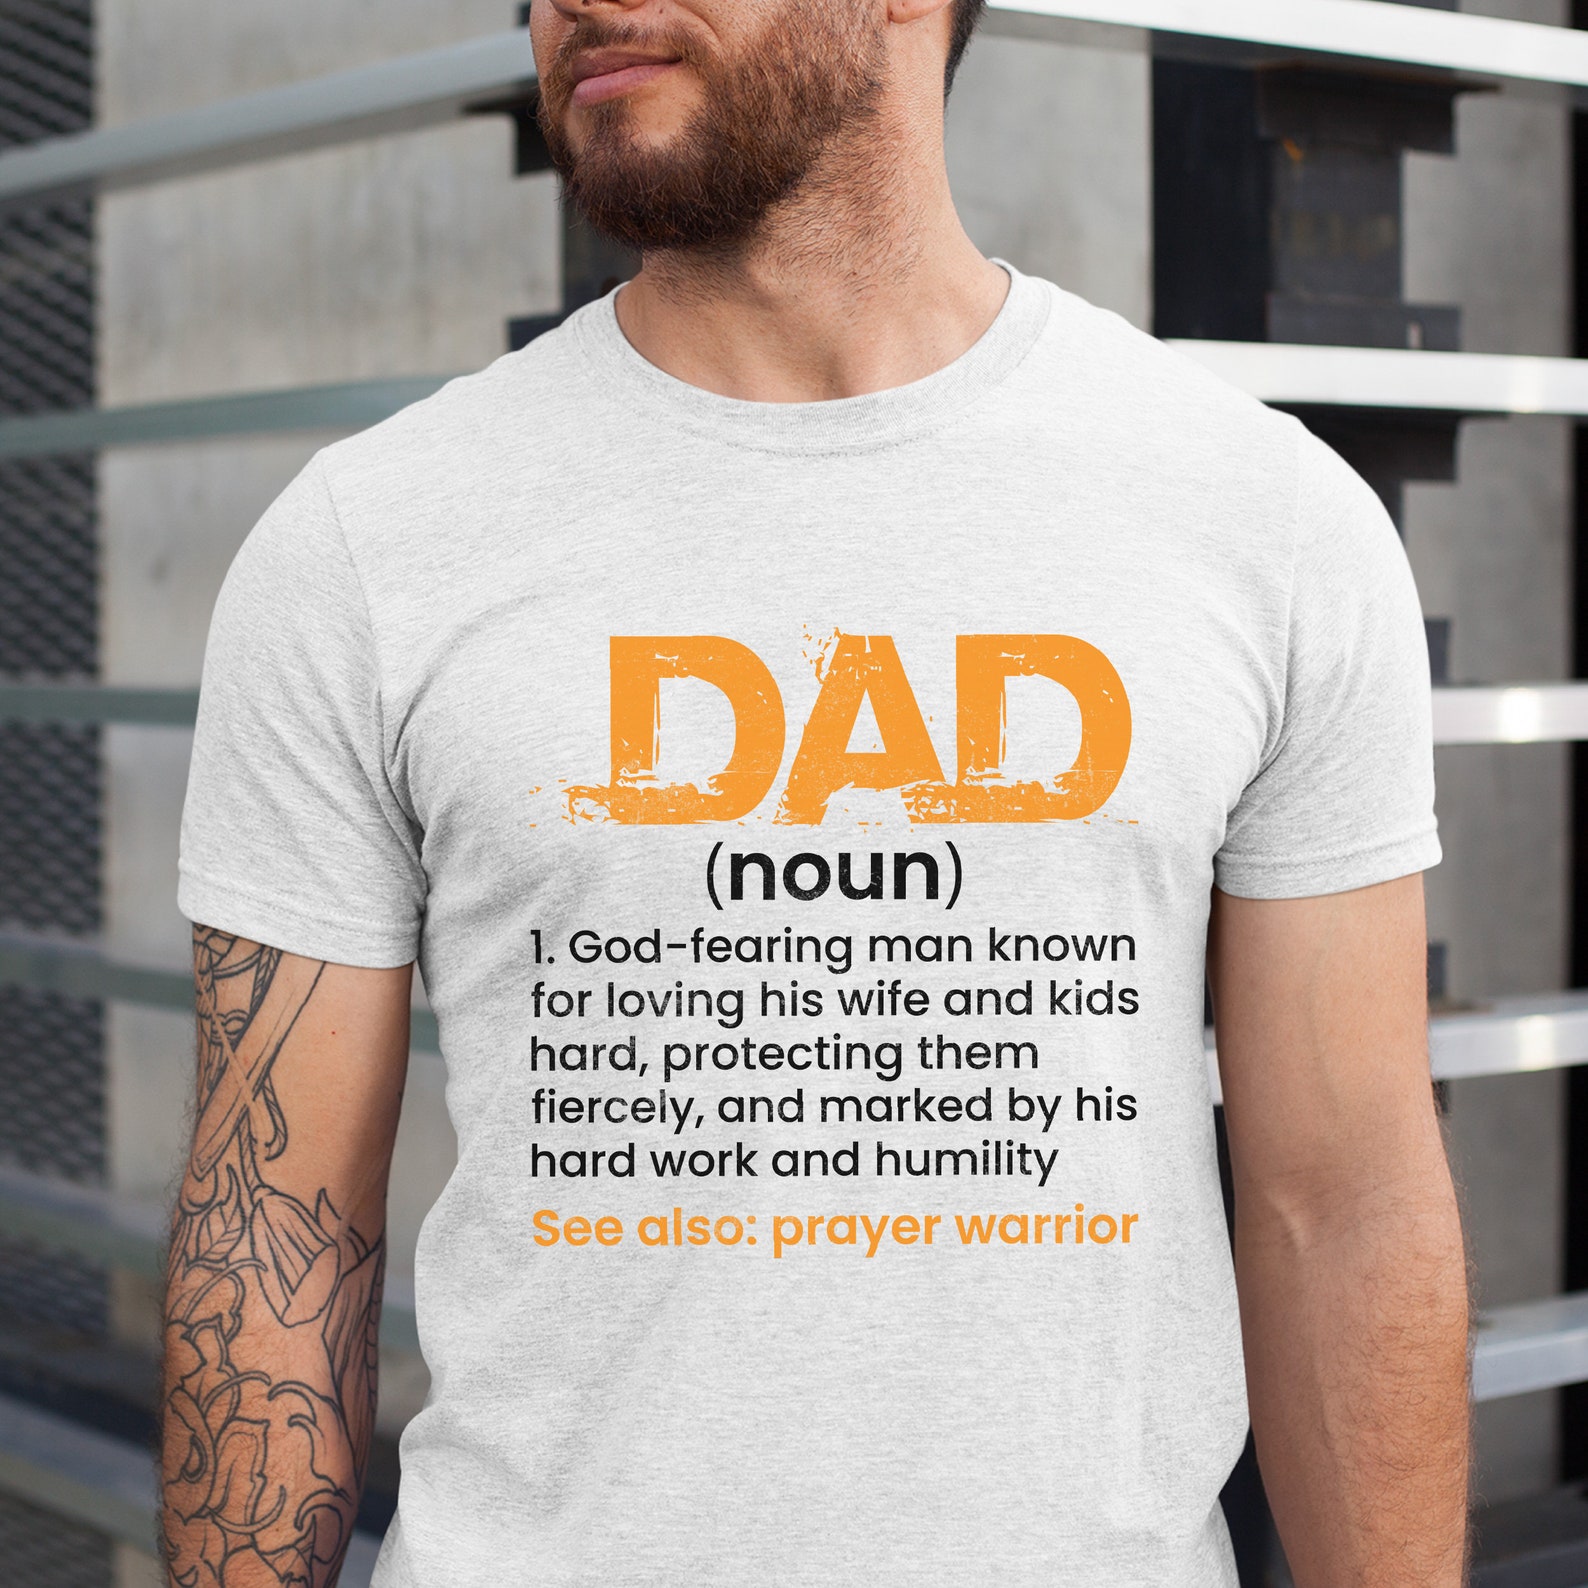 DAD
(noun)
1. God-fearing man known
for loving his wife and kids
hard, protecting them
fiercely, and marked by his
hard work and humility
See also: prayer warrior